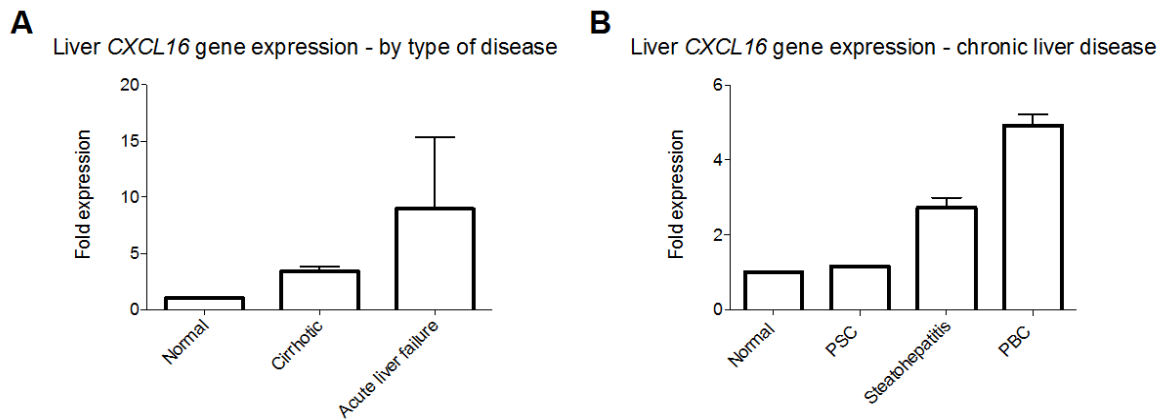 A
Liver CXCL16 gene expression - by type of disease
Fold expression
20
15
10
5
0
Normal
Cirrhotic
Acute liver failure
B
Liver CXCL16 gene expression - chronic liver disease
Fold expression
6
4
2
0
Normal
PSC
Steatohepatitis
PBC